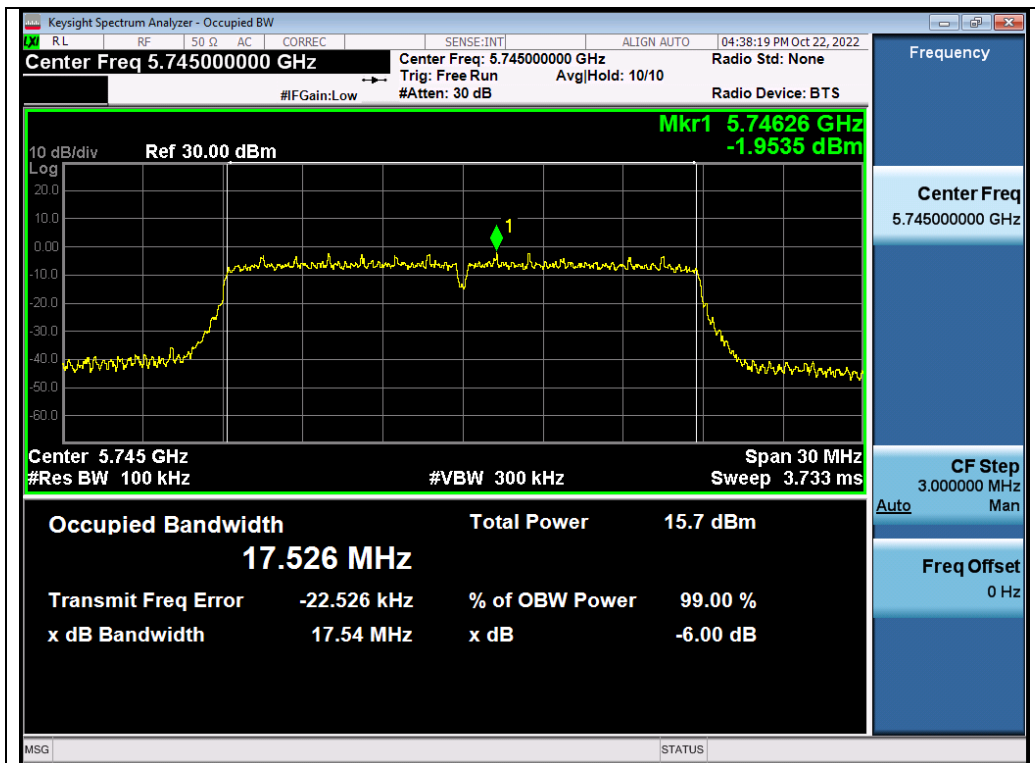 Keysight Spectrum Analyzer - Occupied BW
LXI RL RF 50 Ω AC CORREC SENSE:INT ALIGN AUTO 04:38:19 PM Oct 22, 2022
Center Freq 5.745000000 GHz
Center Freq: 5.745000000 GHz Radio Std: None
Trig: Free Run Avg|Hold: 10/10
#IFGain:Low #Atten: 30 dB Radio Device: BTS
Mkr1 5.74626 GHz
-1.9535 dBm
10 dB/div Ref 30.00 dBm
Log
20.0
10.0
1
0.00
-10.0
-20.0
-30.0
-40.0
-50.0
-60.0
Center 5.745 GHz Span 30 MHz
#Res BW 100 kHz #VBW 300 kHz Sweep 3.733 ms
Occupied Bandwidth Total Power 15.7 dBm
17.526 MHz
Transmit Freq Error -22.526 kHz % of OBW Power 99.00 %
x dB Bandwidth 17.54 MHz x dB -6.00 dB
MSG STATUS
Frequency
Center Freq
5.745000000 GHz
CF Step
3.000000 MHz
Auto Man
Freq Offset
0 Hz